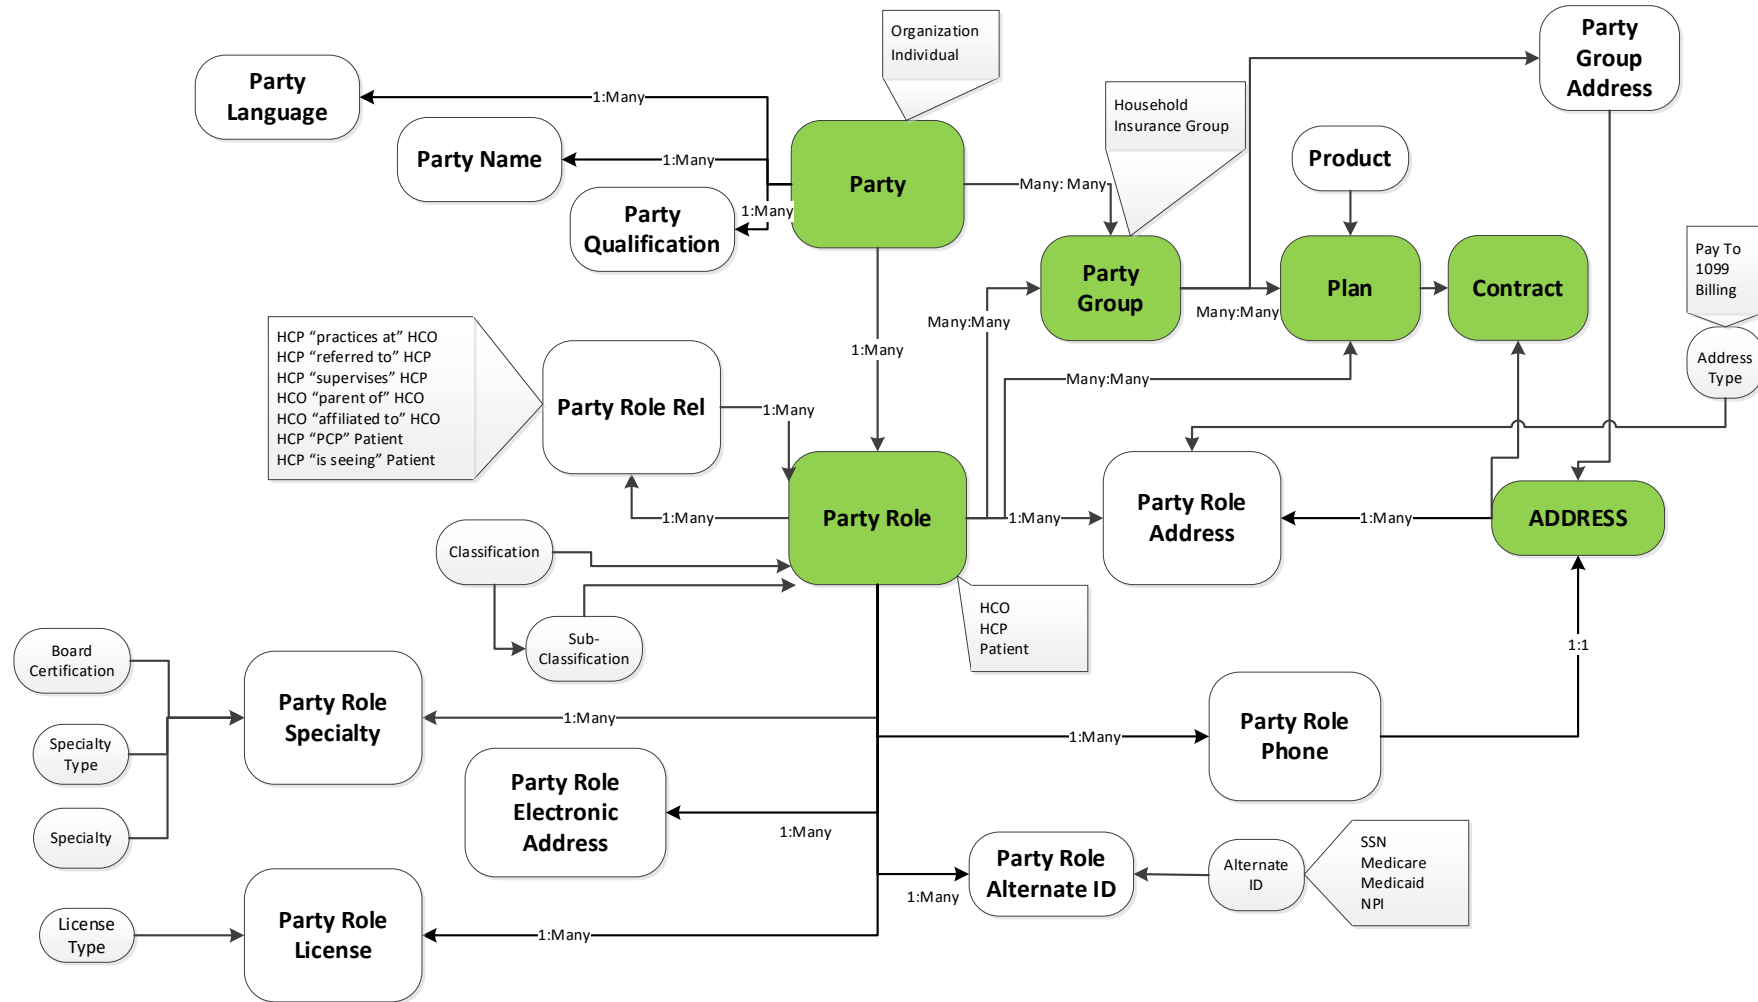 Organization
Individual
Party
Group
Address
Party
Language
1:Many
Household
Insurance Group
Party Name
1:Many
Party
Many: Many
Product
Party
Qualification
1:Many
Pay To
1099
Billing
Party
Group
Many:Many
Plan
Contract
Address
Type
HCP “practices at” HCO
HCP “referred to” HCP
HCP “supervises” HCP
HCO “parent of” HCO
HCO “affiliated to” HCO
HCP “PCP” Patient
HCP “is seeing” Patient
Many:Many
1:Many
Many:Many
Party Role Rel
1:Many
Party Role
1:Many
1:Many
Party Role
Address
1:Many
ADDRESS
Classification
Sub-
Classification
HCO
HCP
Patient
1:1
Board
Certification
Specialty
Type
Specialty
Party Role
Specialty
1:Many
1:Many
Party Role
Phone
Party Role
Electronic
Address
1:Many
Party Role
Alternate ID
1:Many
Alternate
ID
SSN
Medicare
Medicaid
NPI
License
Type
Party Role
License
1:Many